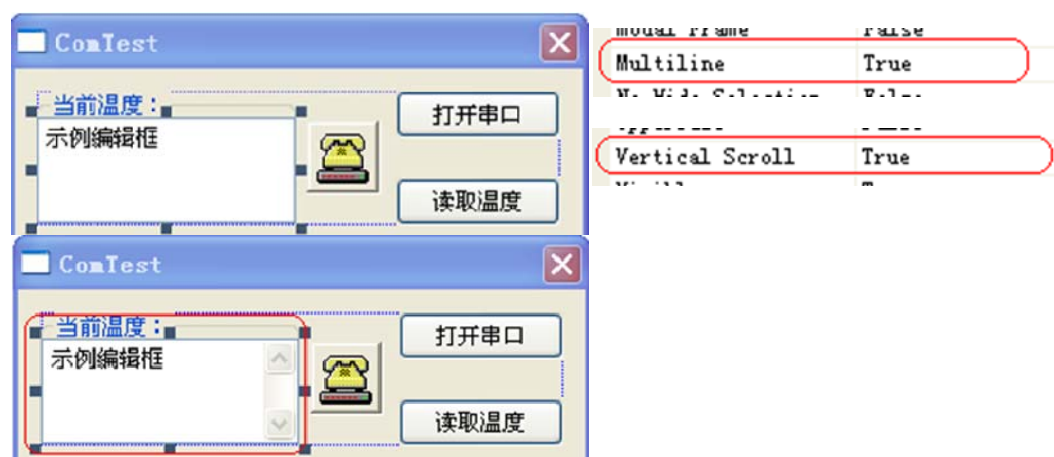 ComTest
当前温度：
示例编辑框
打开串口
读取温度
Multiline True
Vertical Scroll True
ComTest
当前温度：
示例编辑框
打开串口
读取温度